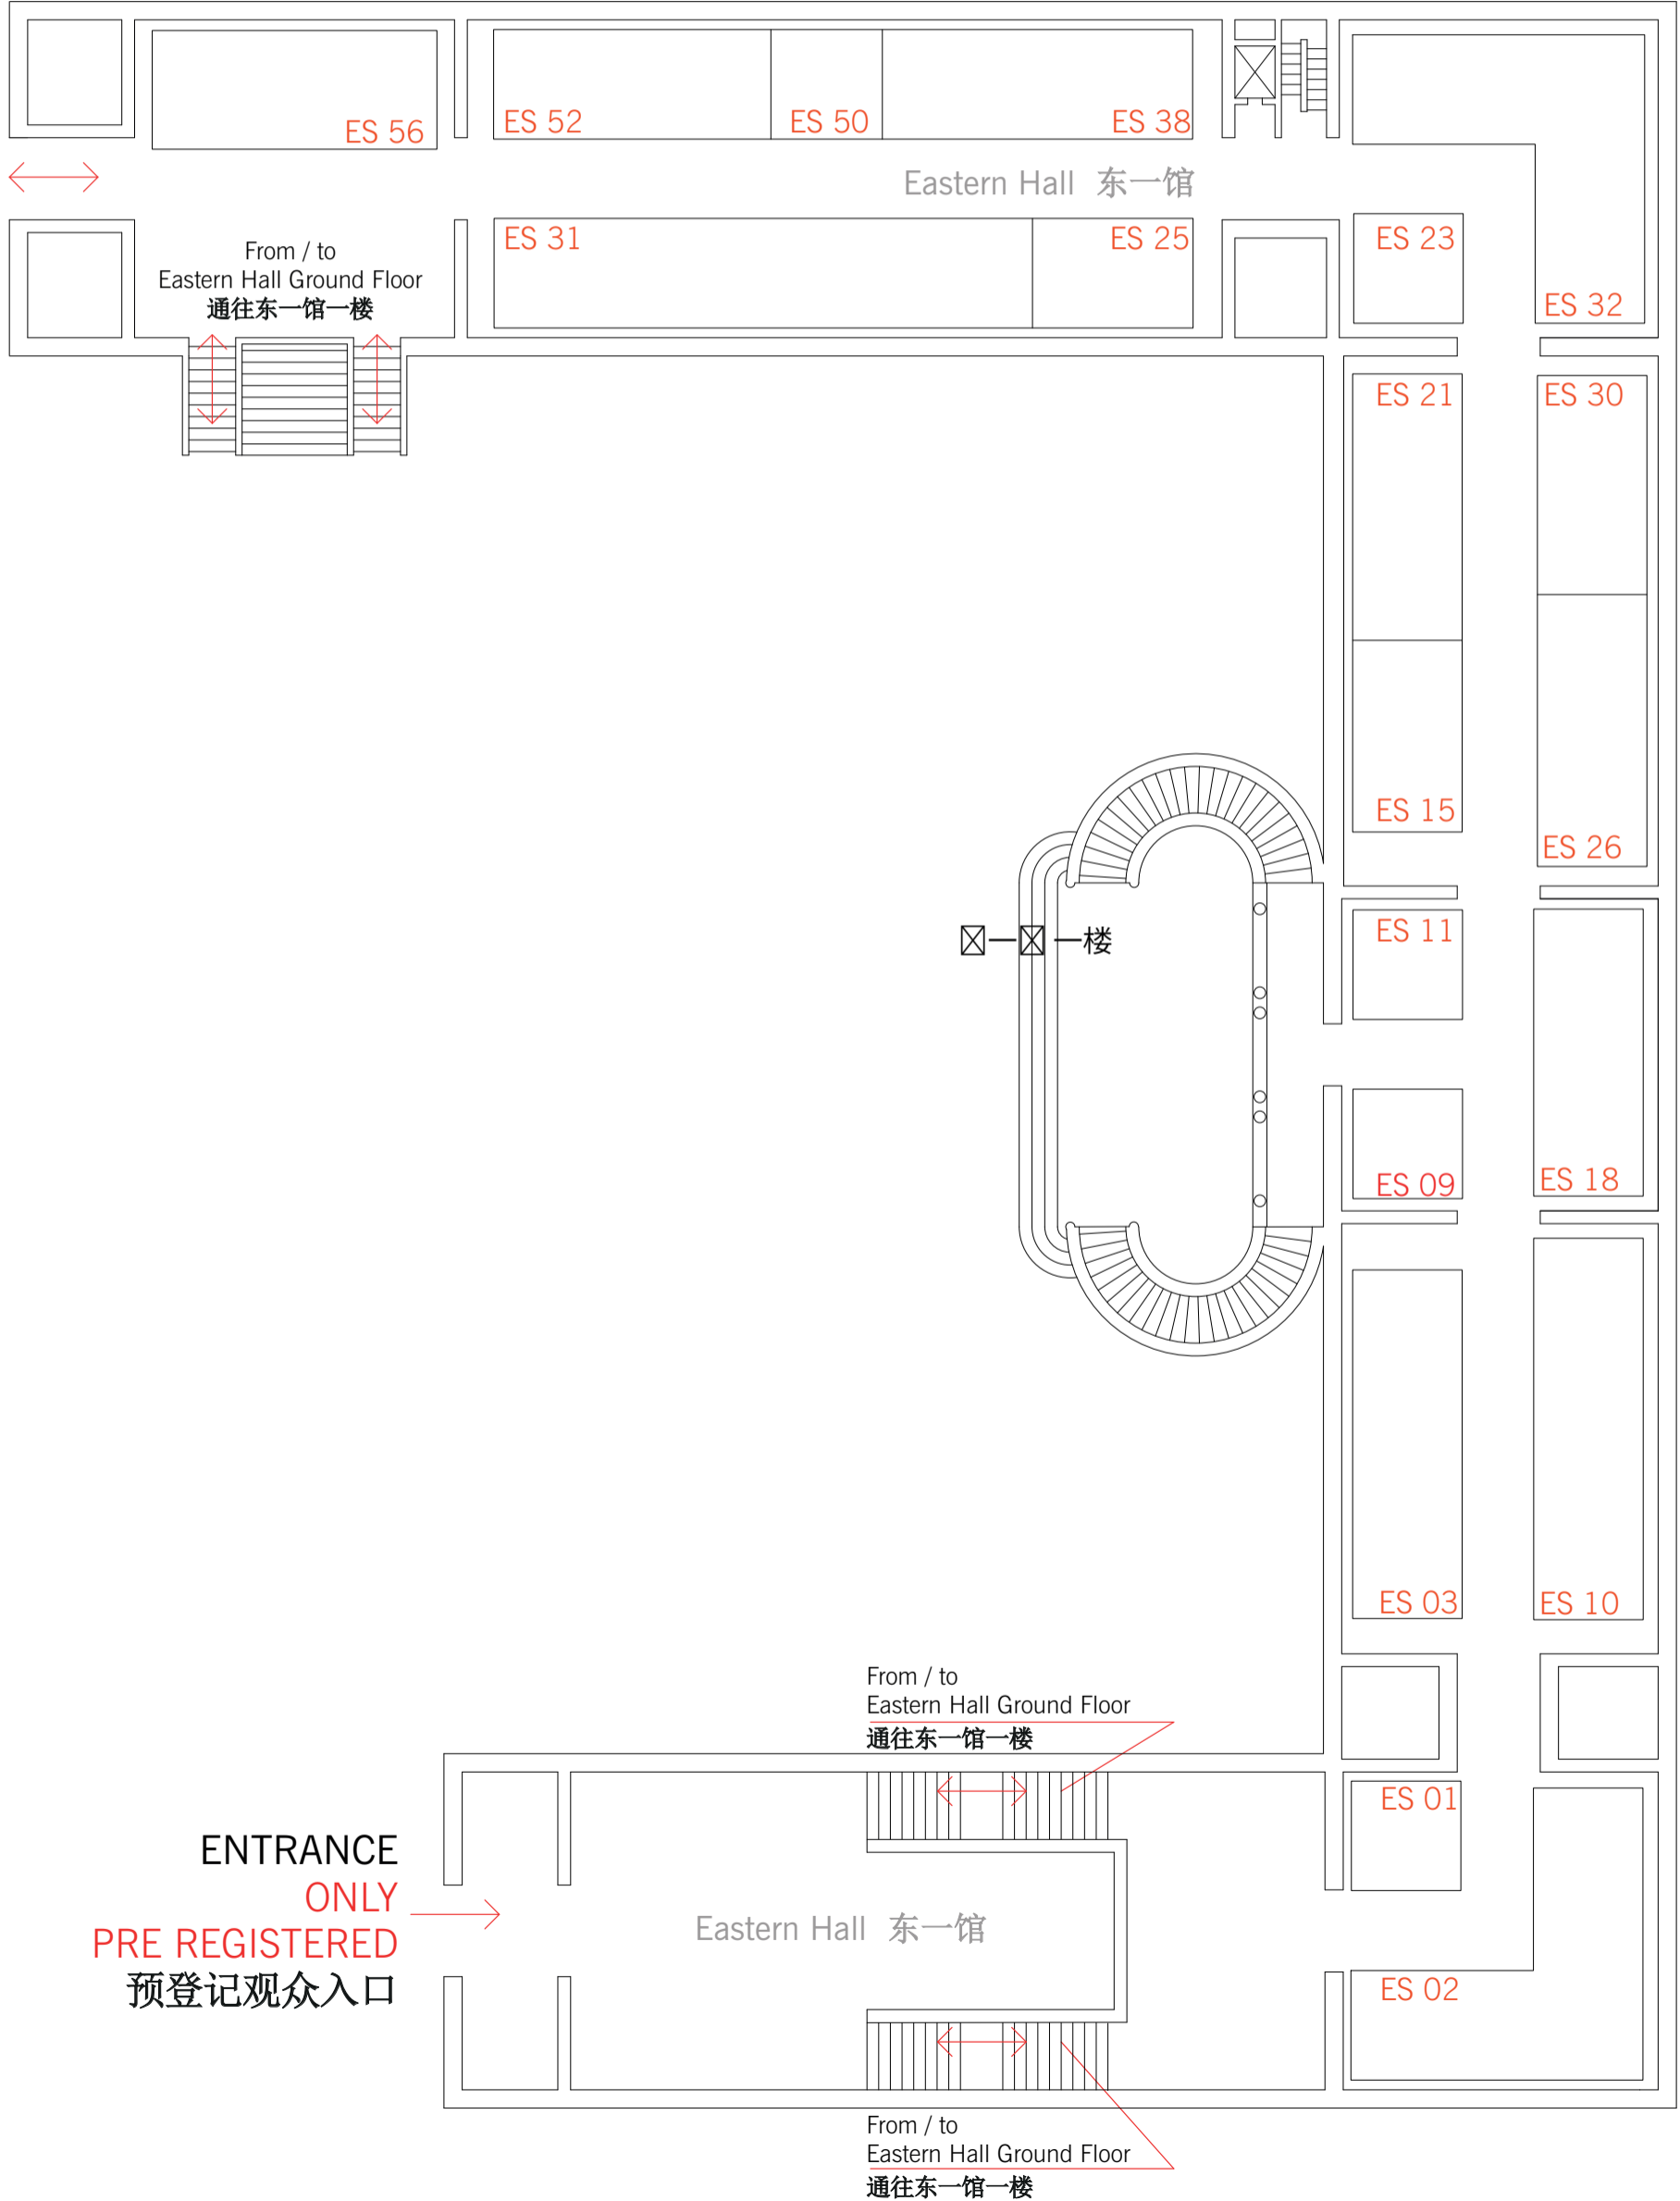 ES 56
ES 52
ES 50
ES 38
Eastern Hall 东一馆
ES 31
ES 25
ES 23
ES 32
From / to
Eastern Hall Ground Floor
通往东一馆一楼
ES 21
ES 30
ES 15
ES 26
ES 11
一 一楼
ES 09
ES 18
ES 03
ES 10
From / to
Eastern Hall Ground Floor
通往东一馆一楼
ES 01
ENTRANCE
ONLY
PRE REGISTERED
预登记观众入口
Eastern Hall 东一馆
ES 02
From / to
Eastern Hall Ground Floor
通往东一馆一楼